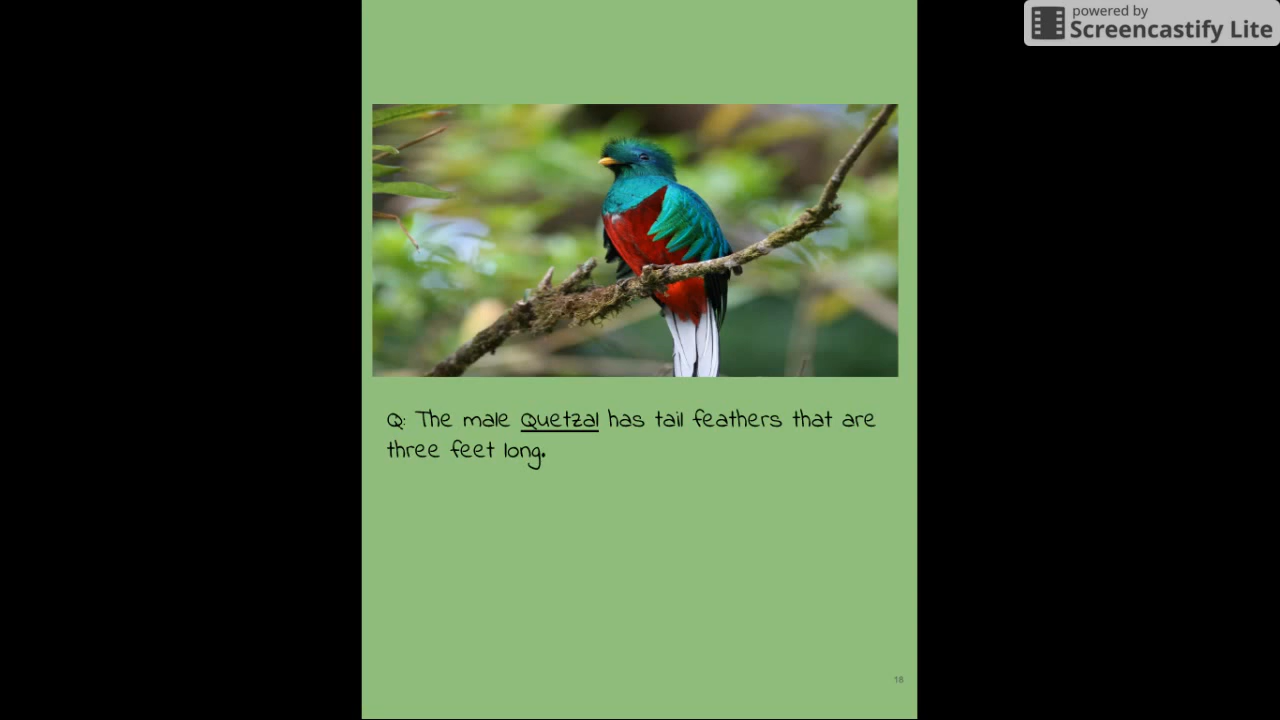 powered by
Screencastify Lite
Q: The male Quetzal has tail feathers that are
three feet long.
18